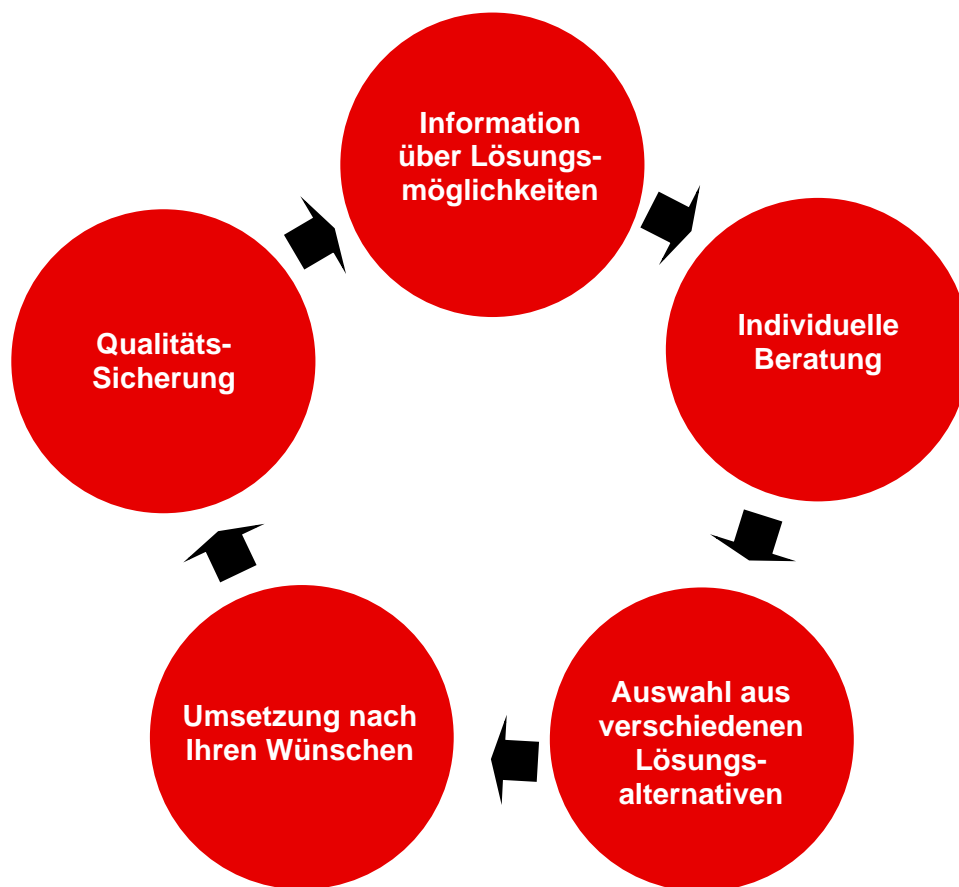 Information
über Lösungs-
möglichkeiten
Individuelle
Beratung
Auswahl aus
verschiedenen
Lösungs-
alternativen
Umsetzung nach
Ihren Wünschen
Qualitäts-
Sicherung